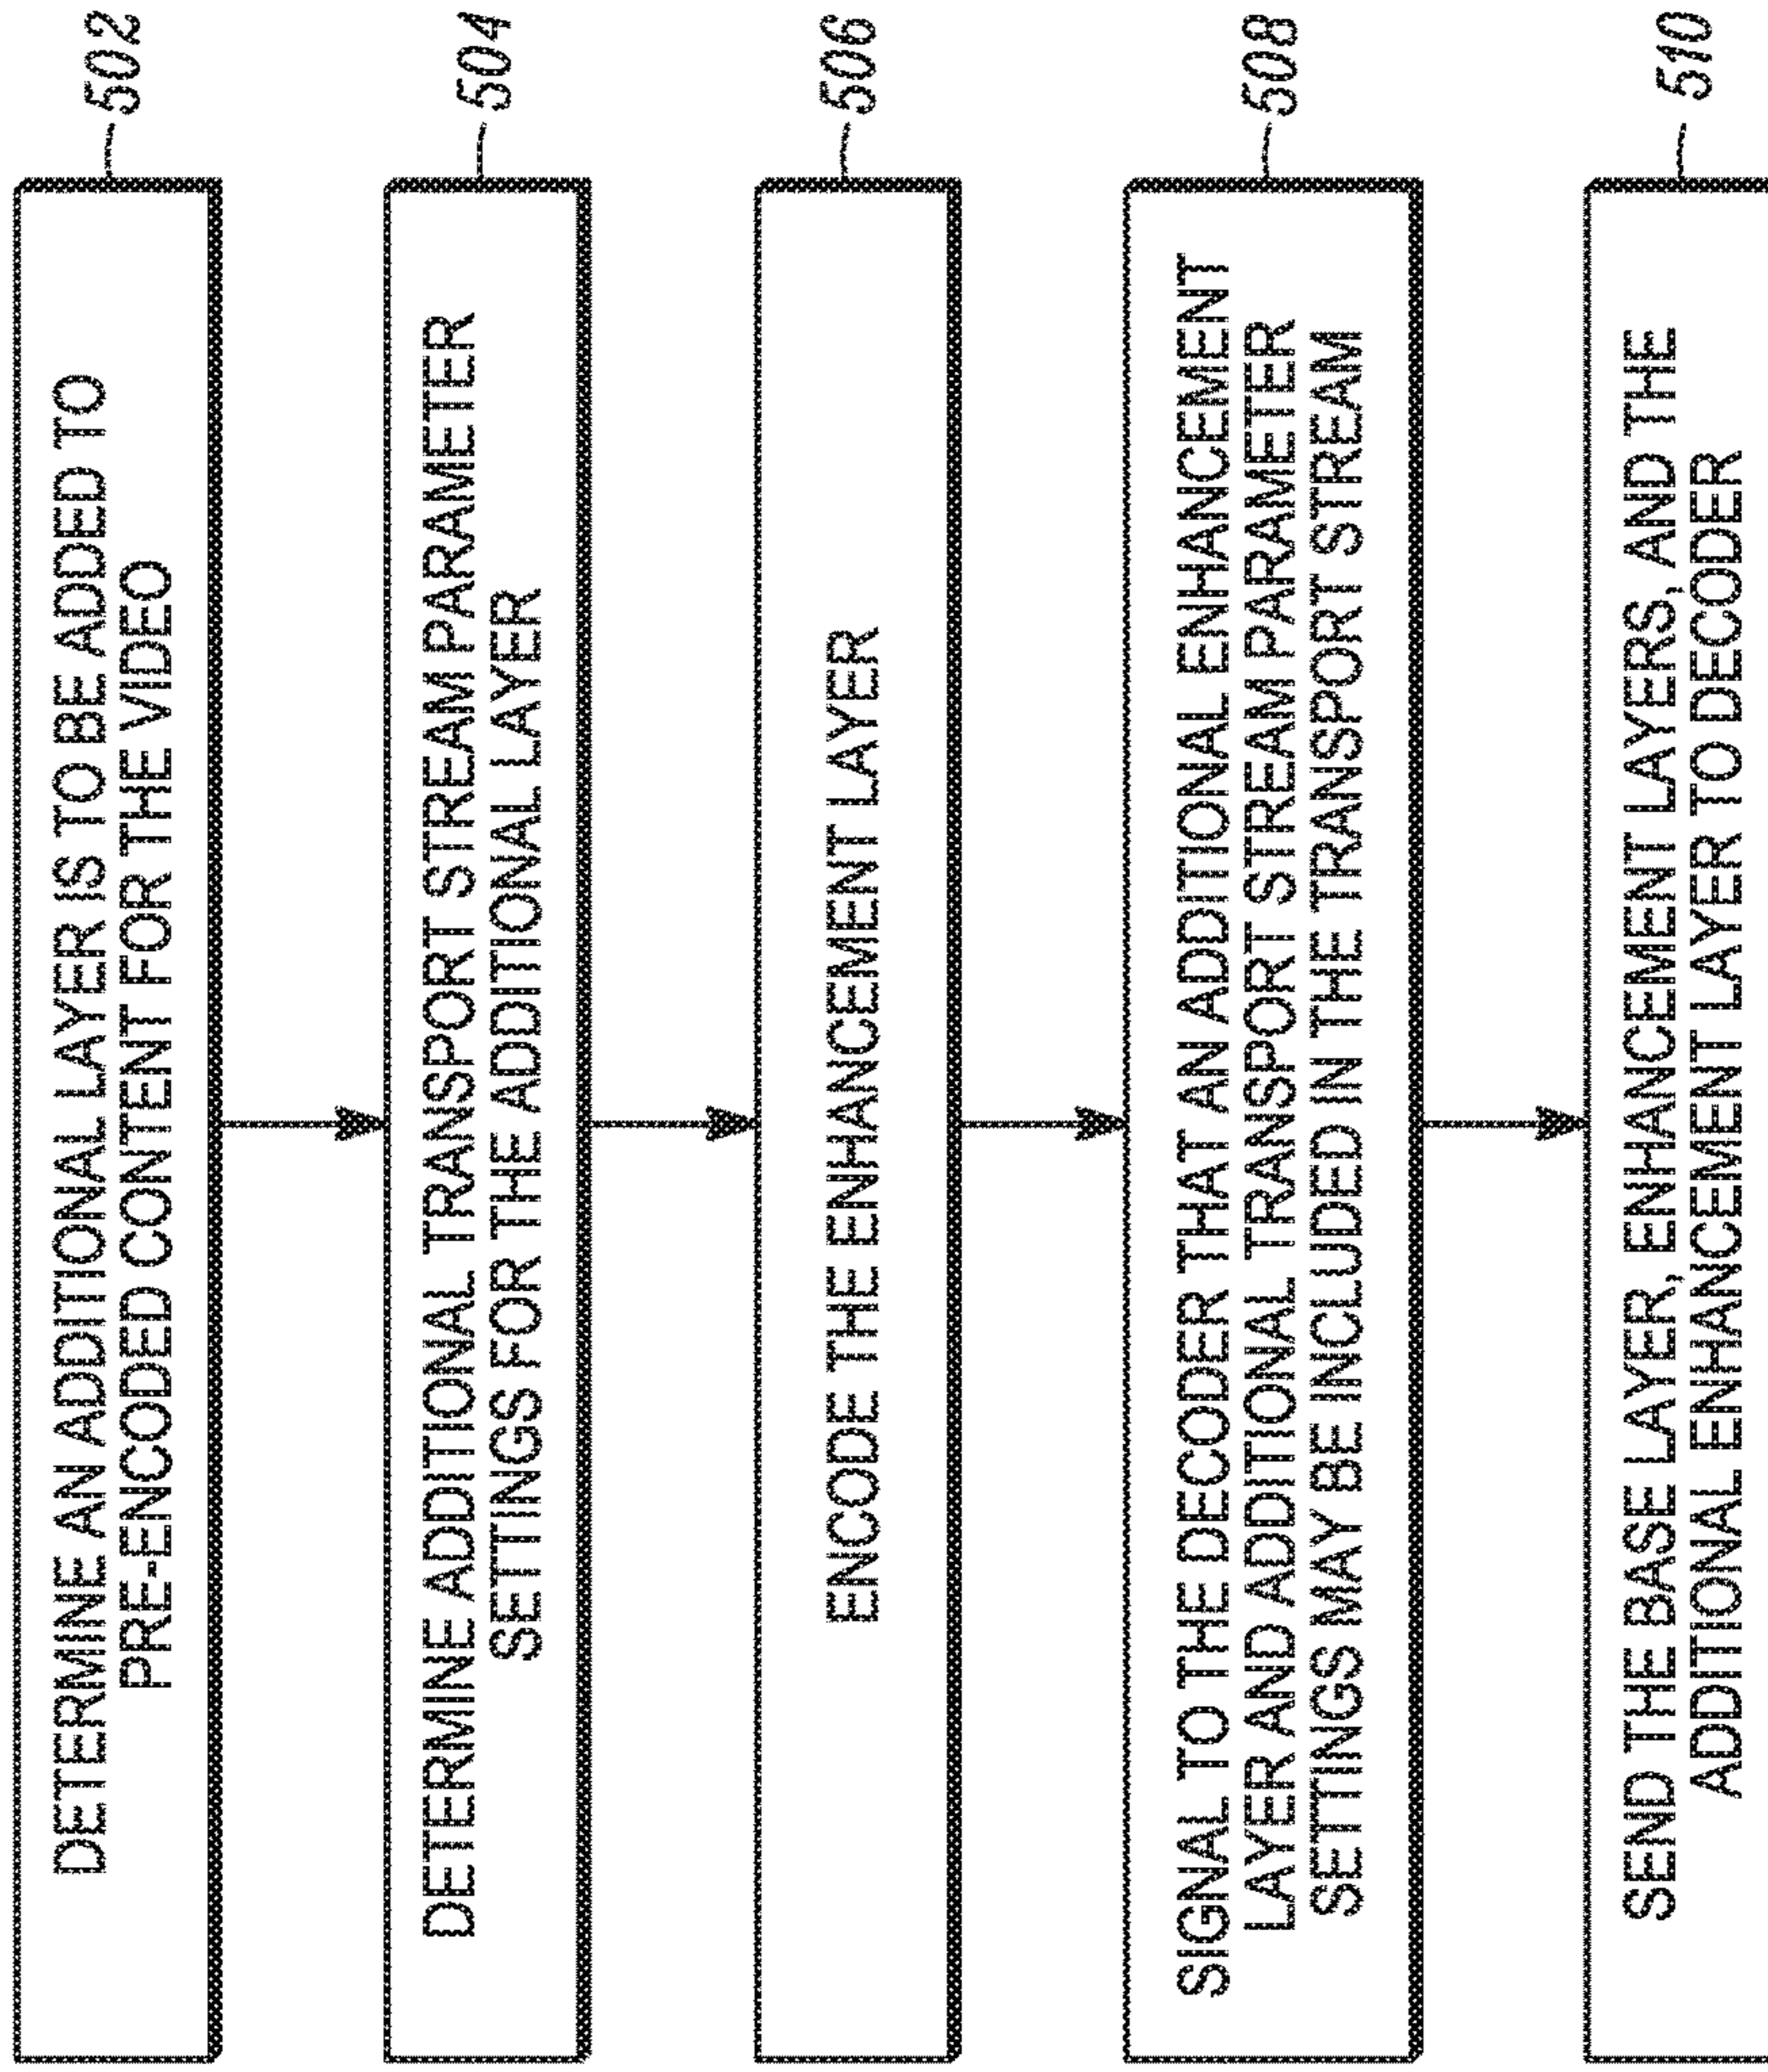 DETERMINE AN ADDITIONAL LAYER IS TO BE ADDED TO
PRE-ENCODED CONTENT FOR THE VIDEO
502
DETERMINE ADDITIONAL TRANSPORT STREAM PARAMETER
SETTINGS FOR THE ADDITIONAL LAYER
504
ENCODE THE ENHANCEMENT LAYER
506
SIGNAL TO THE DECODER THAT AN ADDITIONAL ENHANCEMENT
LAYER AND ADDITIONAL TRANSPORT STREAM PARAMETER
SETTINGS MAY BE INCLUDED IN THE TRANSPORT STREAM
508
SEND THE BASE LAYER, ENHANCEMENT LAYERS, AND THE
ADDITIONAL ENHANCEMENT LAYER TO DECODER
510